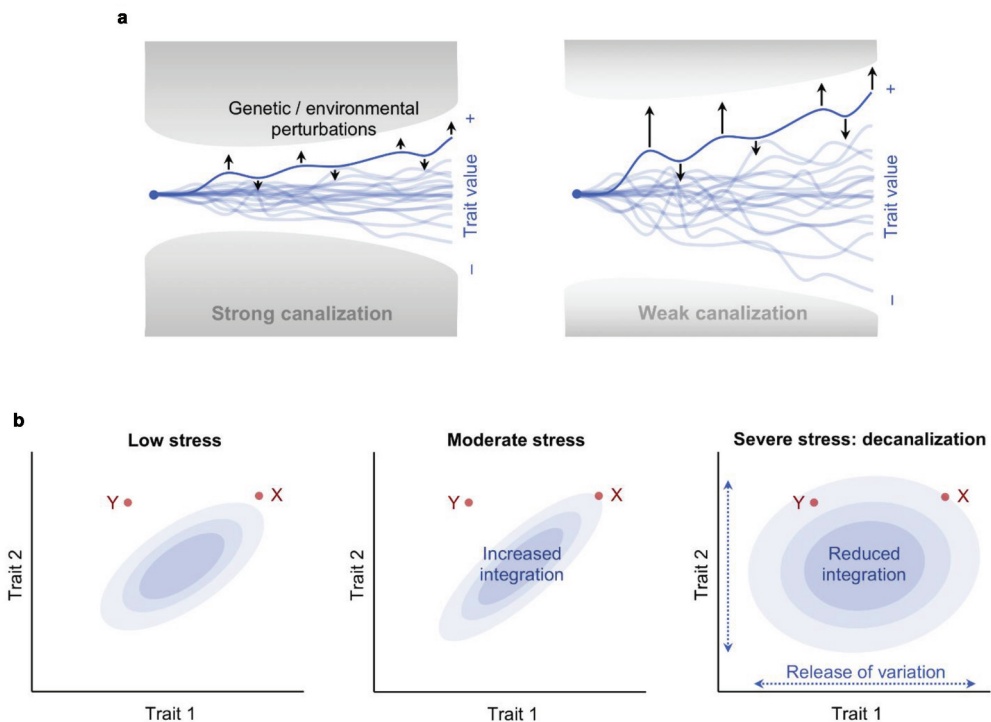 a
Genetic / environmental
perturbations
+
Trait value
–
Strong canalization
+
Trait value
–
Weak canalization
b
Low stress
Y
X
Trait 2
Trait 1
Moderate stress
Y
X
Increased
integration
Trait 2
Trait 1
Severe stress: decanalization
Y
X
Reduced
integration
Release of variation
Trait 2
Trait 1